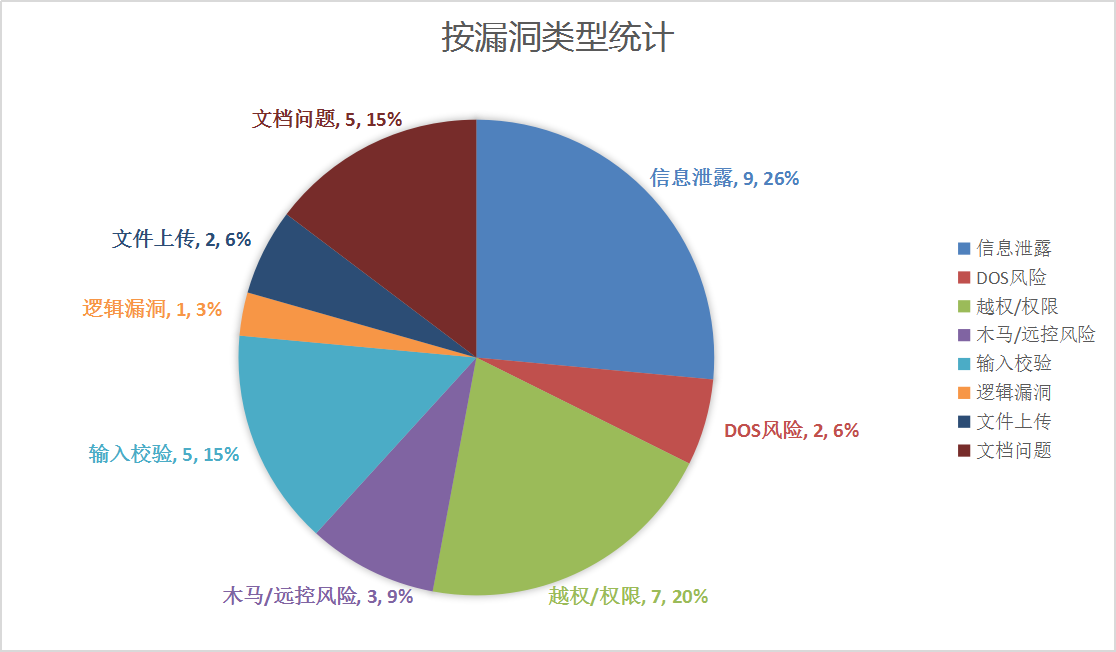 按漏洞类型统计
文档问题, 5, 15%
信息泄露, 9, 26%
文件上传, 2, 6%
逻辑漏洞, 1, 3%
DOS风险, 2, 6%
输入校验, 5, 15%
木马/远控风险, 3, 9%
越权/权限, 7, 20%
信息泄露
DOS风险
越权/权限
木马/远控风险
输入校验
逻辑漏洞
文件上传
文档问题